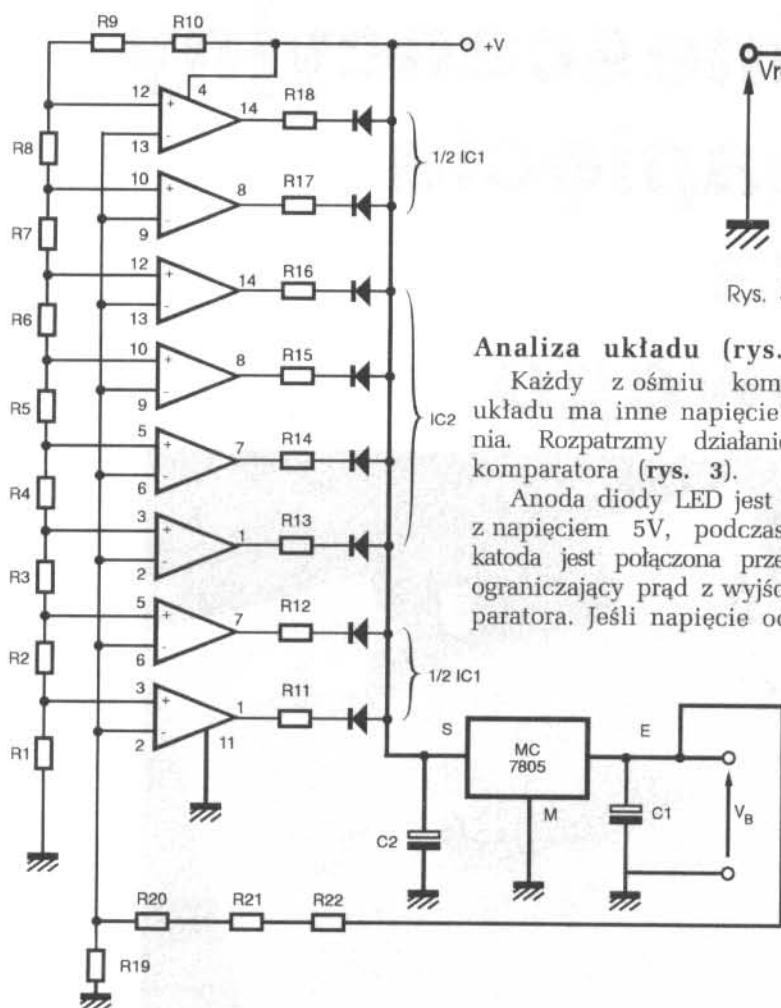 R9
R10
+V
12
+
4
14
R18
-
13
R8
10
+
8
R17
1/2 IC1
-
9
R7
12
+
14
R16
-
13
R6
10
+
8
R15
-
9
R5
IC2
5
+
7
R14
-
6
R4
3
+
1
R13
-
2
R3
5
+
7
R12
-
6
R2
1/2 IC1
3
+
1
R11
-
2
11
R1
S
MC
7805
E
M
C2
C1
VB
R20
R21
R22
R19
Rys.
Analiza układu (rys.
Każdy z ośmiu kom
układu ma inne napięcie
nia. Rozpatrzmy działani
komparatora (rys. 3).
Anoda diody LED jest
z napięciem 5V, podczas
katoda jest połączona prze
ograniczający prąd z wyjśc
paratora. Jeśli napięcie oc